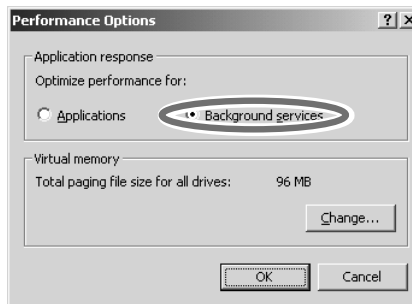 Performance Options
Application response
Optimize performance for:
Applications
Background services
Virtual memory
Total paging file size for all drives: 96 MB
Change...
OK
Cancel